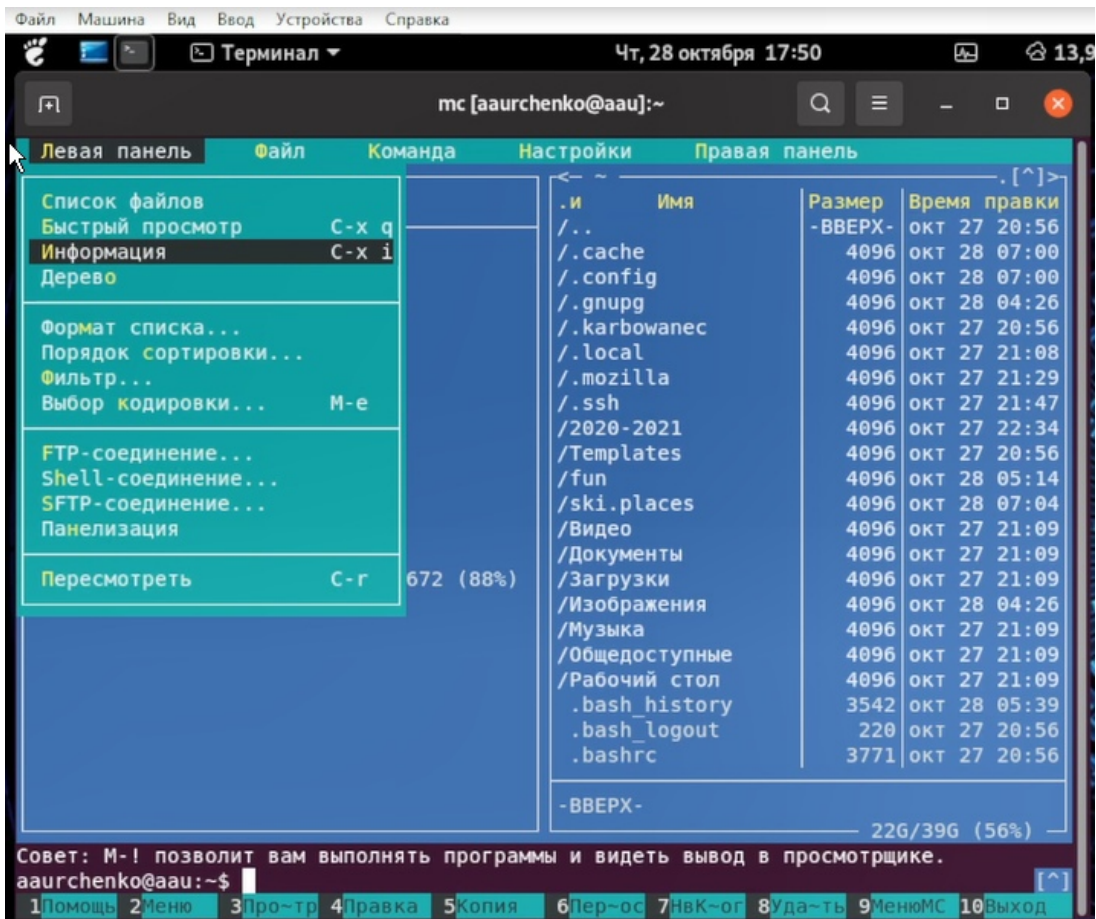 Файл Машина Вид Ввод Устройства Справка
Терминал Чт, 28 октября 17:50 13,9
mc [aaurchenko@aau]:~
Левая панель Файл Команда Настройки Правая панель
<— ~ .[^]>
Список файлов
Быстрый просмотр C-x q
Информация C-x i
Дерево
Формат списка...
Порядок сортировки...
Фильтр...
Выбор кодировки... M-e
FTP-соединение...
Shell-соединение...
SFTP-соединение...
Панелизация
Пересмотреть C-r
672 (88%)
.и Имя Размер Время правки
/.. -ВВЕРХ- окт 27 20:56
/.cache 4096 окт 28 07:00
/.config 4096 окт 28 07:00
/.gnupg 4096 окт 28 04:26
/.karbowanec 4096 окт 27 20:56
/.local 4096 окт 27 21:08
/.mozilla 4096 окт 27 21:29
/.ssh 4096 окт 27 21:47
/2020-2021 4096 окт 27 22:34
/Templates 4096 окт 27 20:56
/fun 4096 окт 28 05:14
/ski.places 4096 окт 28 07:04
/Видео 4096 окт 27 21:09
/Документы 4096 окт 27 21:09
/Загрузки 4096 окт 27 21:09
/Изображения 4096 окт 28 04:26
/Музыка 4096 окт 27 21:09
/Общедоступные 4096 окт 27 21:09
/Рабочий стол 4096 окт 27 21:09
.bash_history 3542 окт 28 05:39
.bash_logout 220 окт 27 20:56
.bashrc 3771 окт 27 20:56
-ВВЕРХ-
22G/39G (56%)
Совет: M-! позволит вам выполнять программы и видеть вывод в просмотрщике.
aaurchenko@aau:~$ [^]
1Помощь 2Меню 3Про~тр 4Правка 5Копия 6Пер~ос 7НвК~ог 8Уда~ть 9МенюMC 10Выход